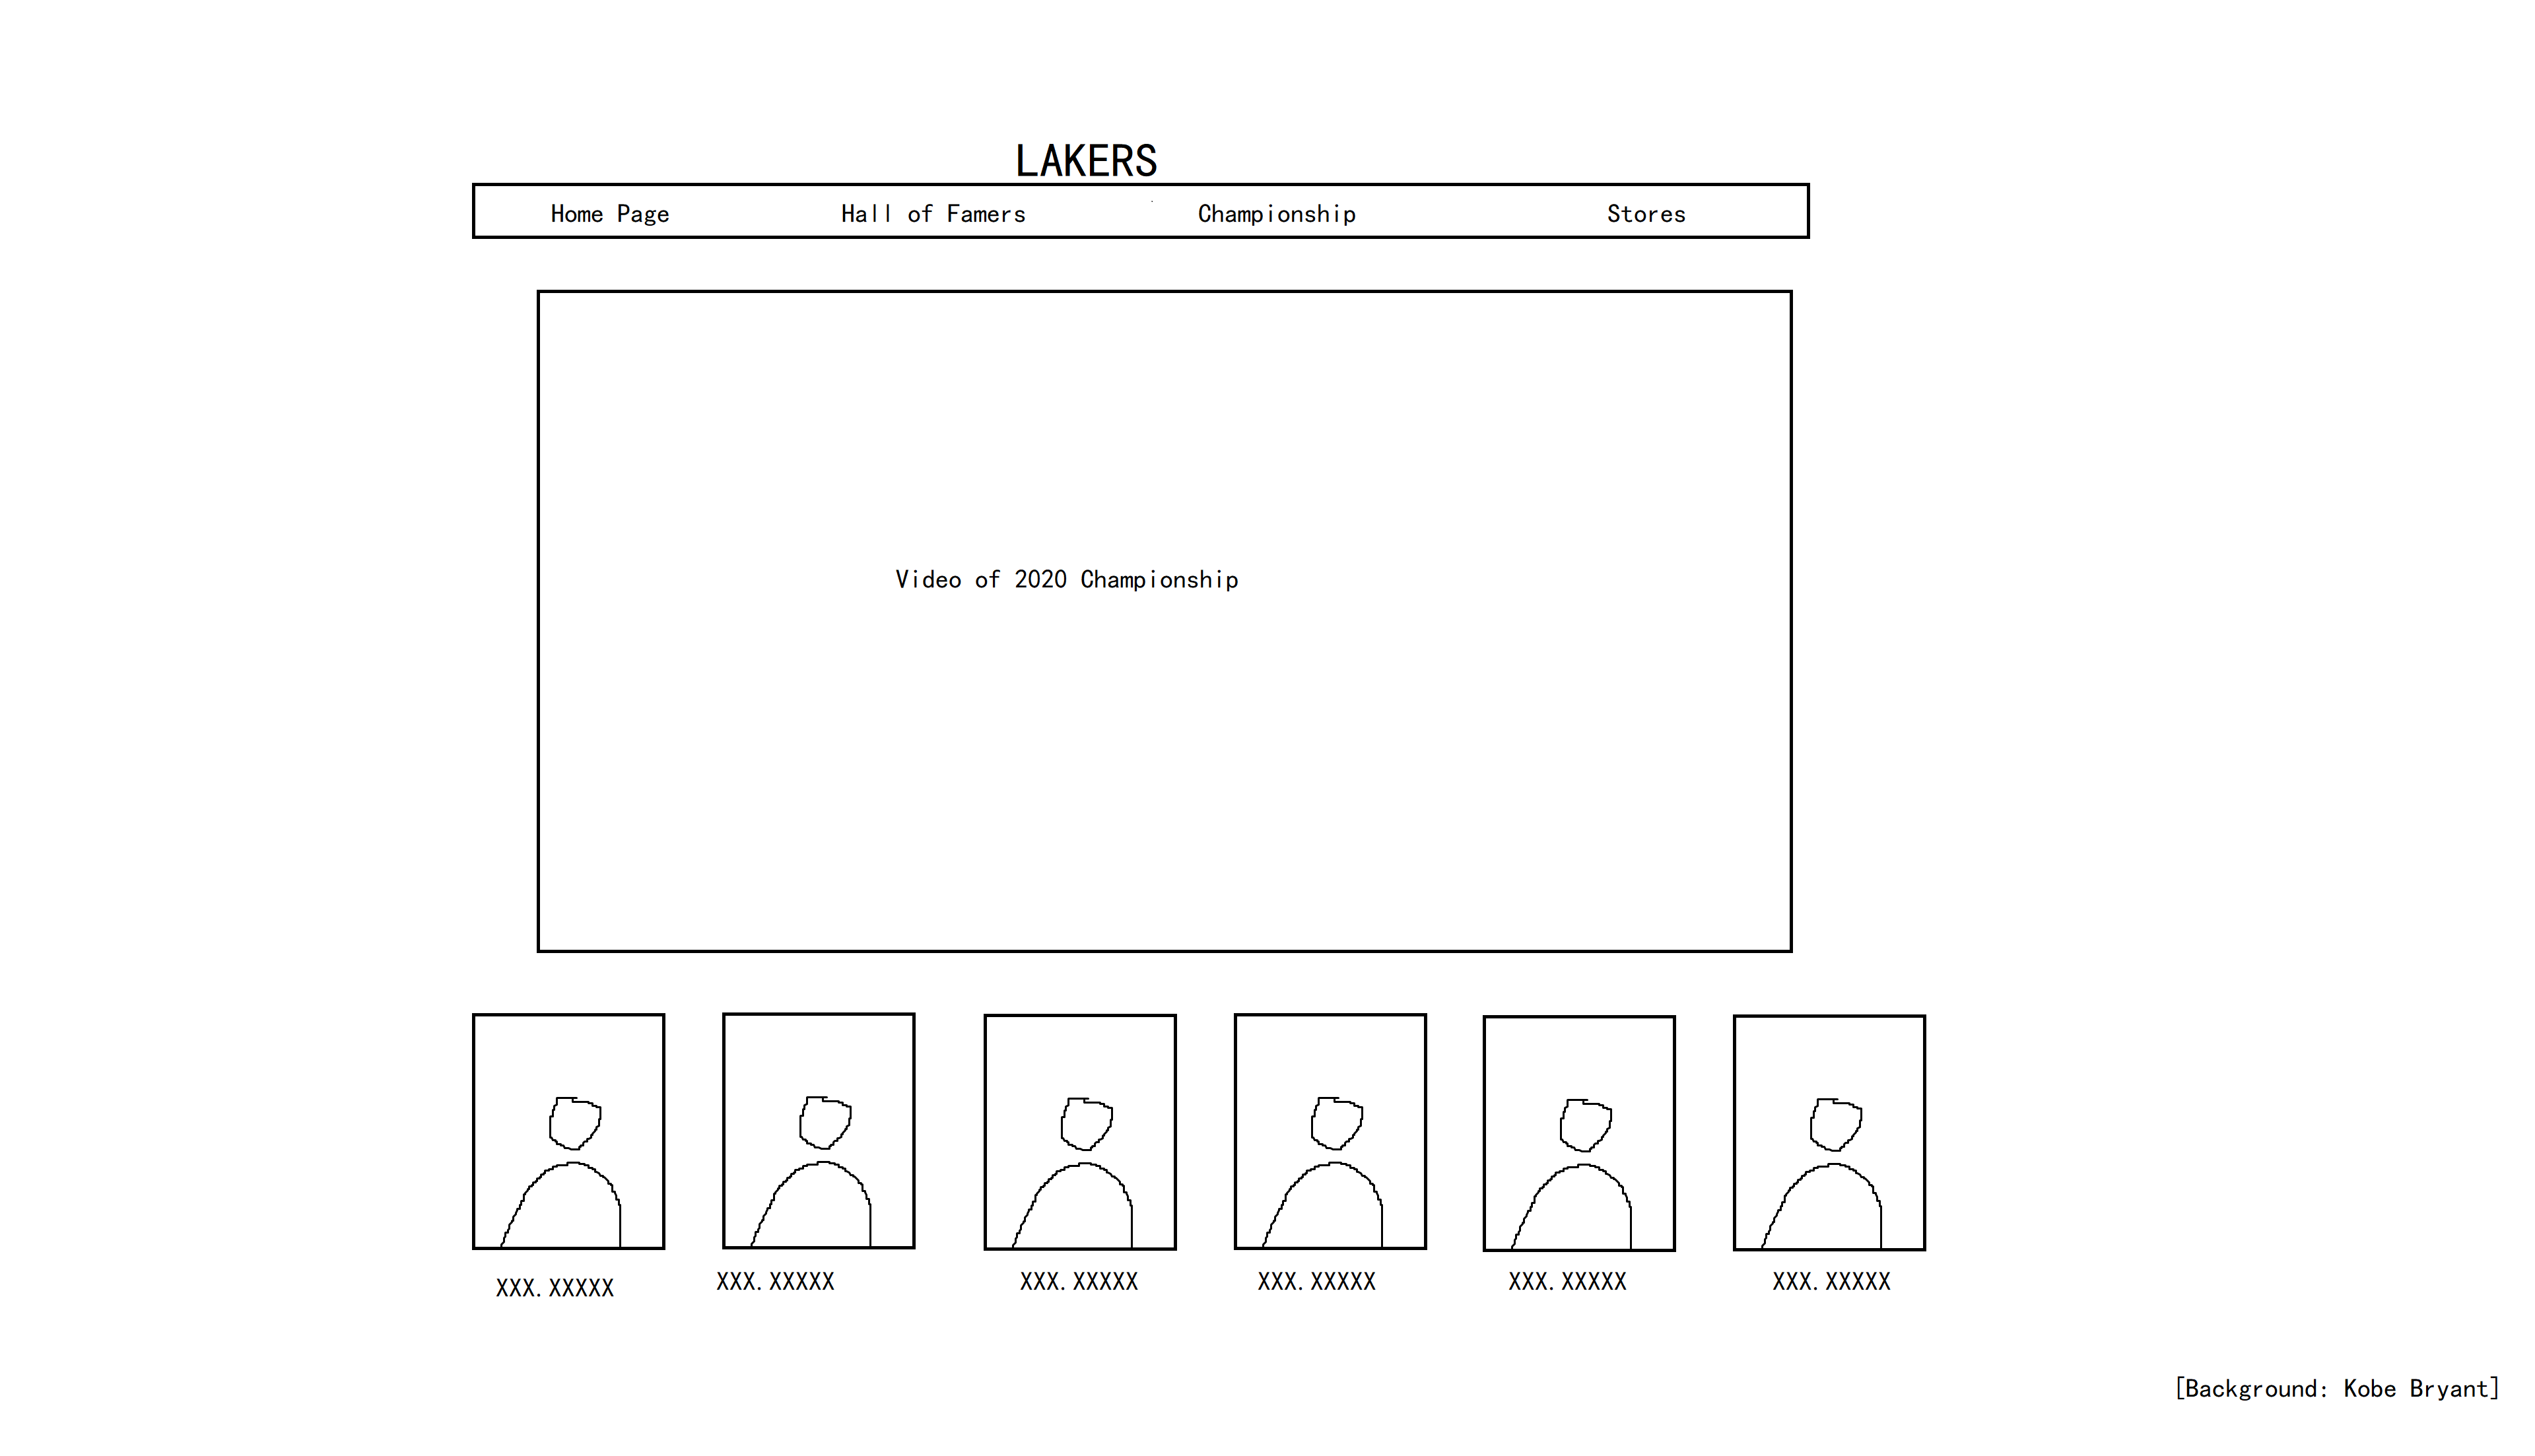 LAKERS
Home Page Hall of Famers Championship Stores
Video of 2020 Championship
XXX.XXXXX XXX.XXXXX XXX.XXXXX XXX.XXXXX XXX.XXXXX XXX.XXXXX
[Background: Kobe Bryant]